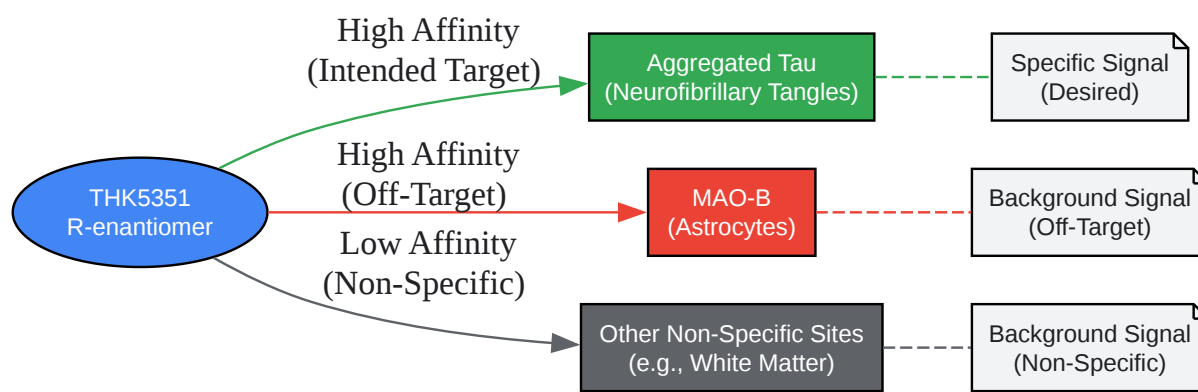 THK5351
R-enantiomer
High Affinity
(Intended Target)
Aggregated Tau
(Neurofibrillary Tangles)
Specific Signal
(Desired)
High Affinity
(Off-Target)
MAO-B
(Astrocytes)
Background Signal
(Off-Target)
Low Affinity
(Non-Specific)
Other Non-Specific Sites
(e.g., White Matter)
Background Signal
(Non-Specific)